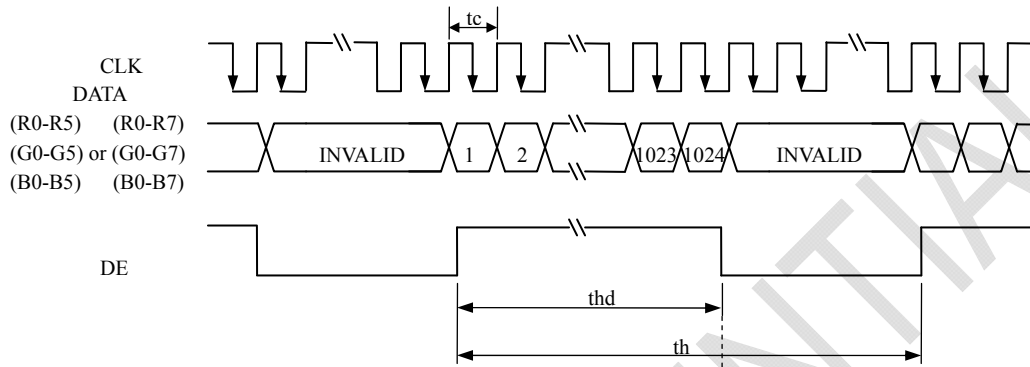 tc
CLK
DATA
(R0-R5) (R0-R7)
(G0-G5) or (G0-G7)
(B0-B5) (B0-B7)
INVALID 1 2 1023 1024 INVALID
DE
thd
th